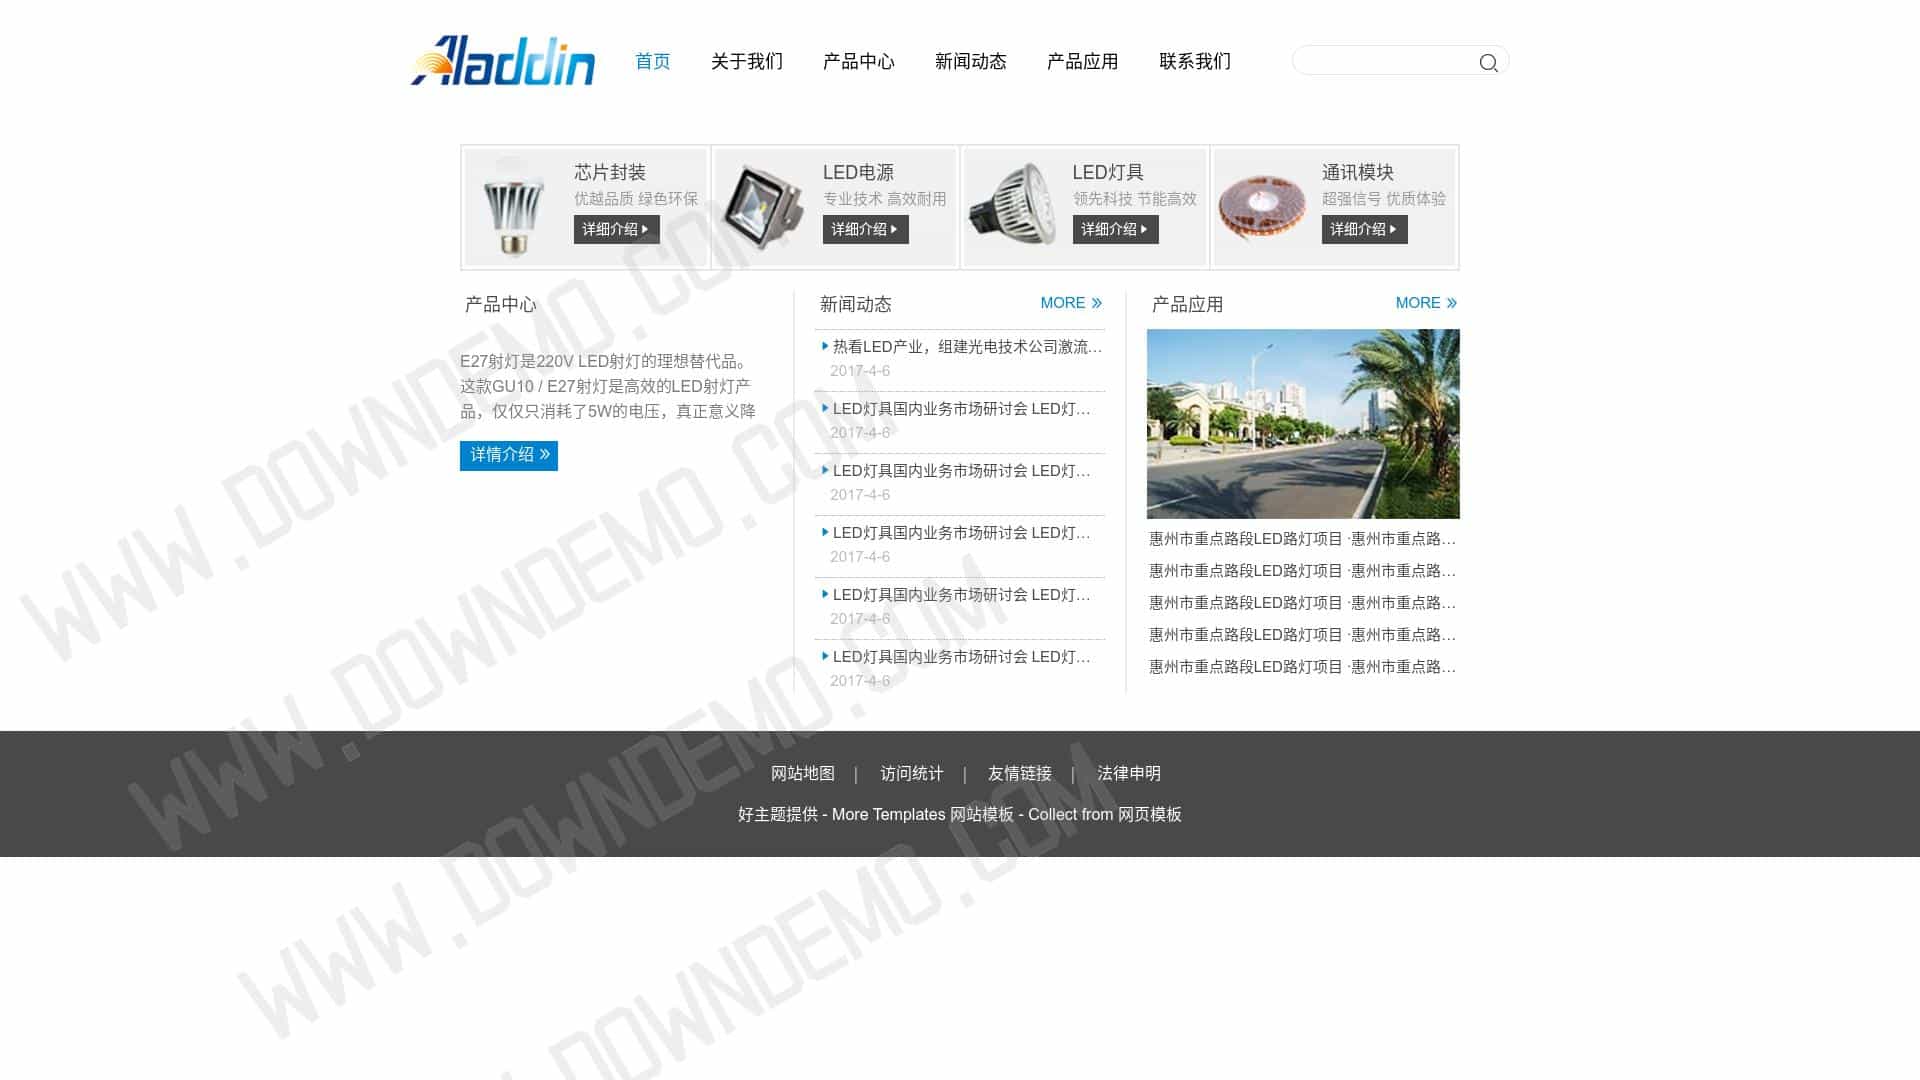 Aladdin
首页 关于我们 产品中心 新闻动态 产品应用 联系我们
芯片封装
优越品质 绿色环保
详细介绍
LED电源
专业技术 高效耐用
详细介绍
LED灯具
领先科技 节能高效
详细介绍
通讯模块
超强信号 优质体验
详细介绍
产品中心
E27射灯是220V LED射灯的理想替代品。
这款GU10 / E27射灯是高效的LED射灯产
品，仅仅只消耗了5W的电压，真正意义降
详情介绍 »
新闻动态 MORE »
热看LED产业，组建光电技术公司激流…
2017-4-6
LED灯具国内业务市场研讨会 LED灯…
2017-4-6
LED灯具国内业务市场研讨会 LED灯…
2017-4-6
LED灯具国内业务市场研讨会 LED灯…
2017-4-6
LED灯具国内业务市场研讨会 LED灯…
2017-4-6
LED灯具国内业务市场研讨会 LED灯…
2017-4-6
产品应用 MORE »
惠州市重点路段LED路灯项目 ·惠州市重点路…
惠州市重点路段LED路灯项目 ·惠州市重点路…
惠州市重点路段LED路灯项目 ·惠州市重点路…
惠州市重点路段LED路灯项目 ·惠州市重点路…
惠州市重点路段LED路灯项目 ·惠州市重点路…
网站地图 | 访问统计 | 友情链接 | 法律申明
好主题提供 - More Templates 网站模板 - Collect from 网页模板
WWW.DOWNDEMO.COM
WWW.DOWNDEMO.COM
WWW.DOWNDEMO.COM
WWW.DOWNDEMO.COM